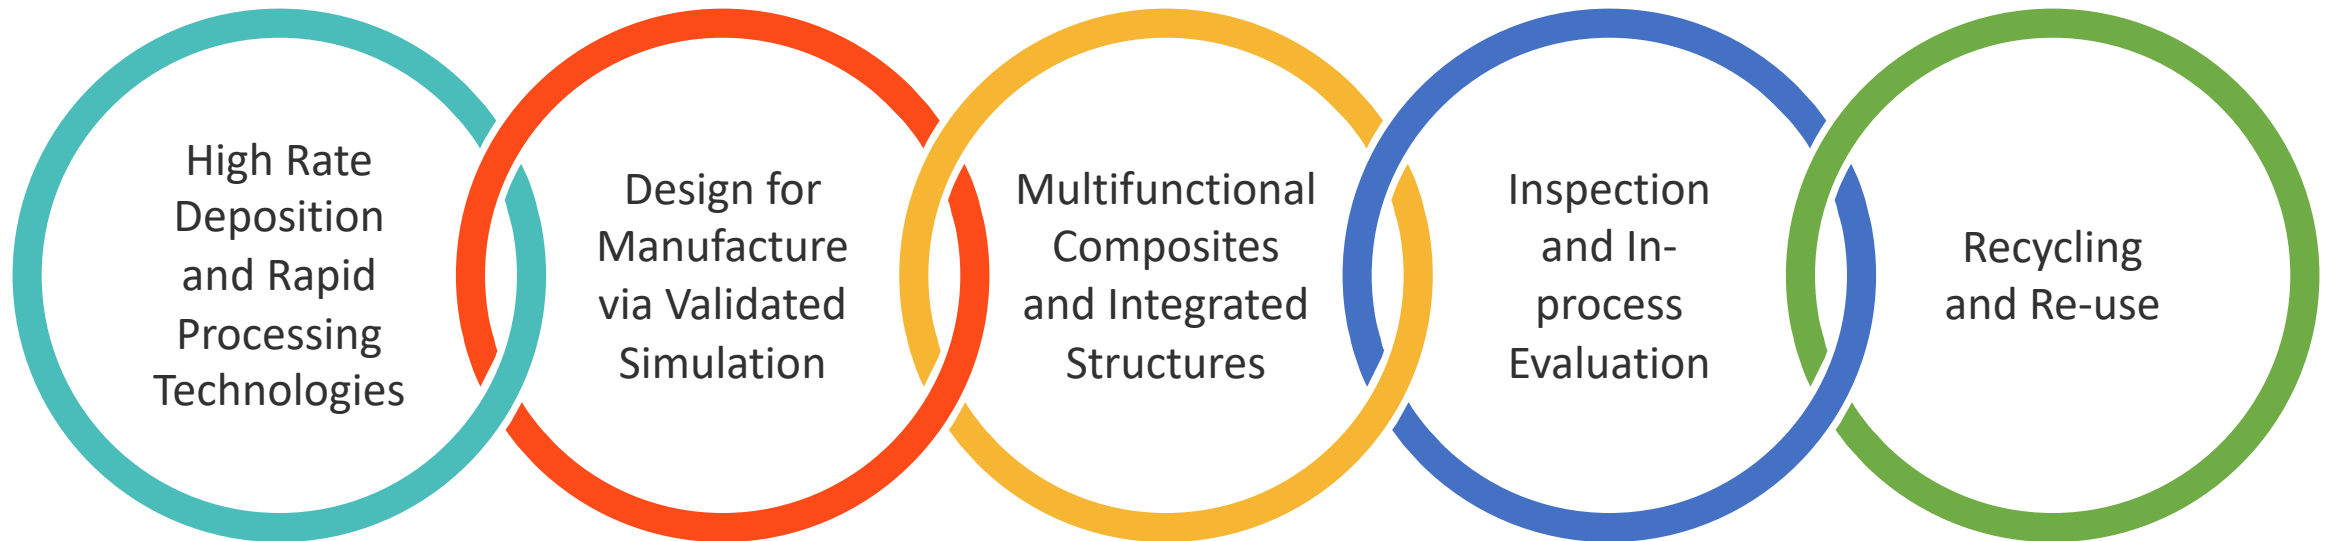 High Rate
Deposition
and Rapid
Processing
Technologies
Design for
Manufacture
via Validated
Simulation
Multifunctional
Composites
and Integrated
Structures
Inspection
and In-
process
Evaluation
Recycling
and Re-use